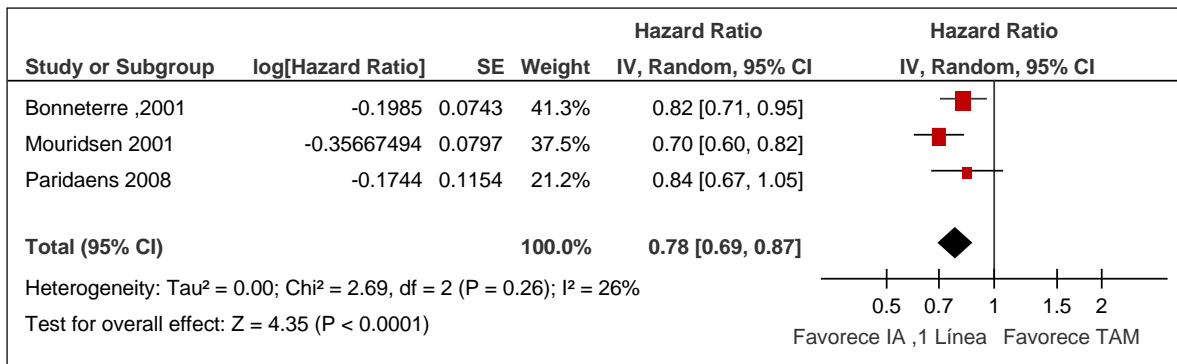 Hazard Ratio Hazard Ratio
Study or Subgroup log[Hazard Ratio] SE Weight IV, Random, 95% CI IV, Random, 95% CI
Bonneterre ,2001 -0.1985 0.0743 41.3% 0.82 [0.71, 0.95]
Mouridsen 2001 -0.35667494 0.0797 37.5% 0.70 [0.60, 0.82]
Paridaens 2008 -0.1744 0.1154 21.2% 0.84 [0.67, 1.05]
Total (95% CI) 100.0% 0.78 [0.69, 0.87]
Heterogeneity: Tau² = 0.00; Chi² = 2.69, df = 2 (P = 0.26); I² = 26%
Test for overall effect: Z = 4.35 (P < 0.0001)
0.5 0.7 1 1.5 2
Favorece IA ,1 Línea Favorece TAM